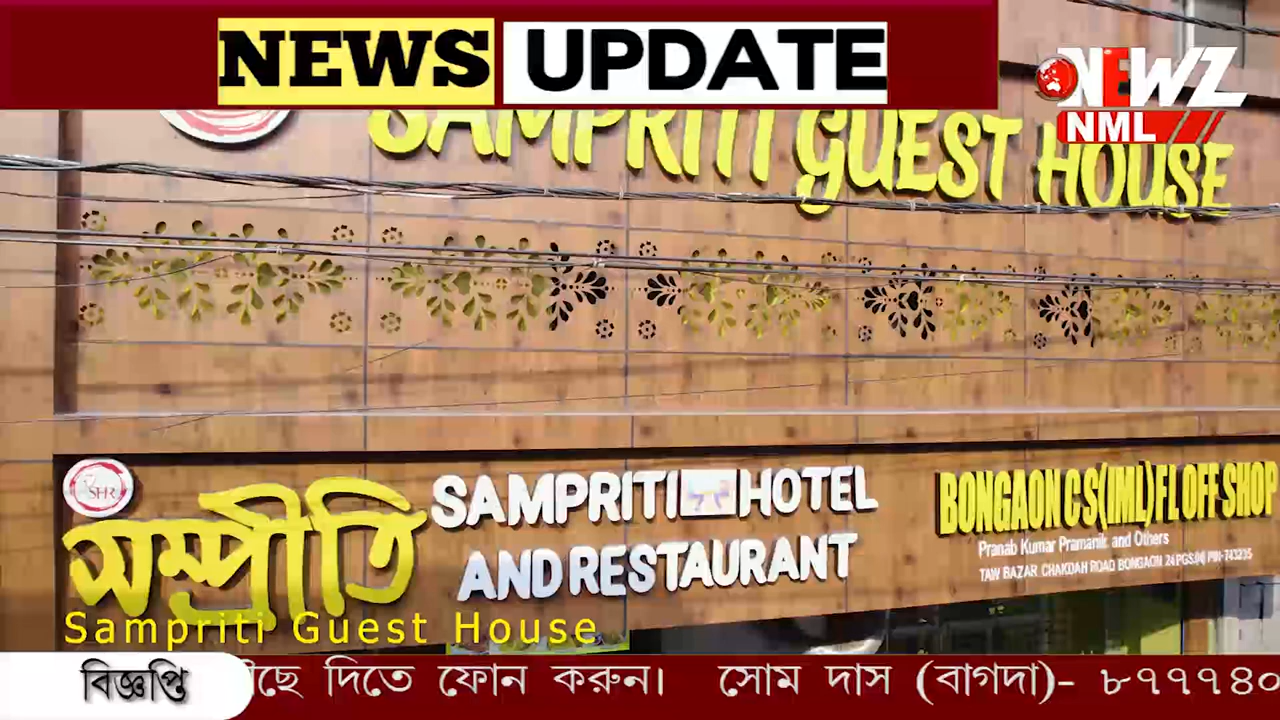 NEWS UPDATE
NEWZ
NML
SAMPRITI GUEST HOUSE
SHR
সম্প্রীতি
SAMPRITI HOTEL
AND RESTAURANT
BONGAON C S (IML) FL OFF SHOP
Pranab Kumar Pramanik and Others
TAW BAZAR, CHAKDAH ROAD BONGAON 24 PGS.(N) PIN-743235
Sampriti Guest House
বিজ্ঞপ্তি
ছে দিতে ফোন করুন। সোম দাস (বাগদা)- ৮৭৭৭৪০